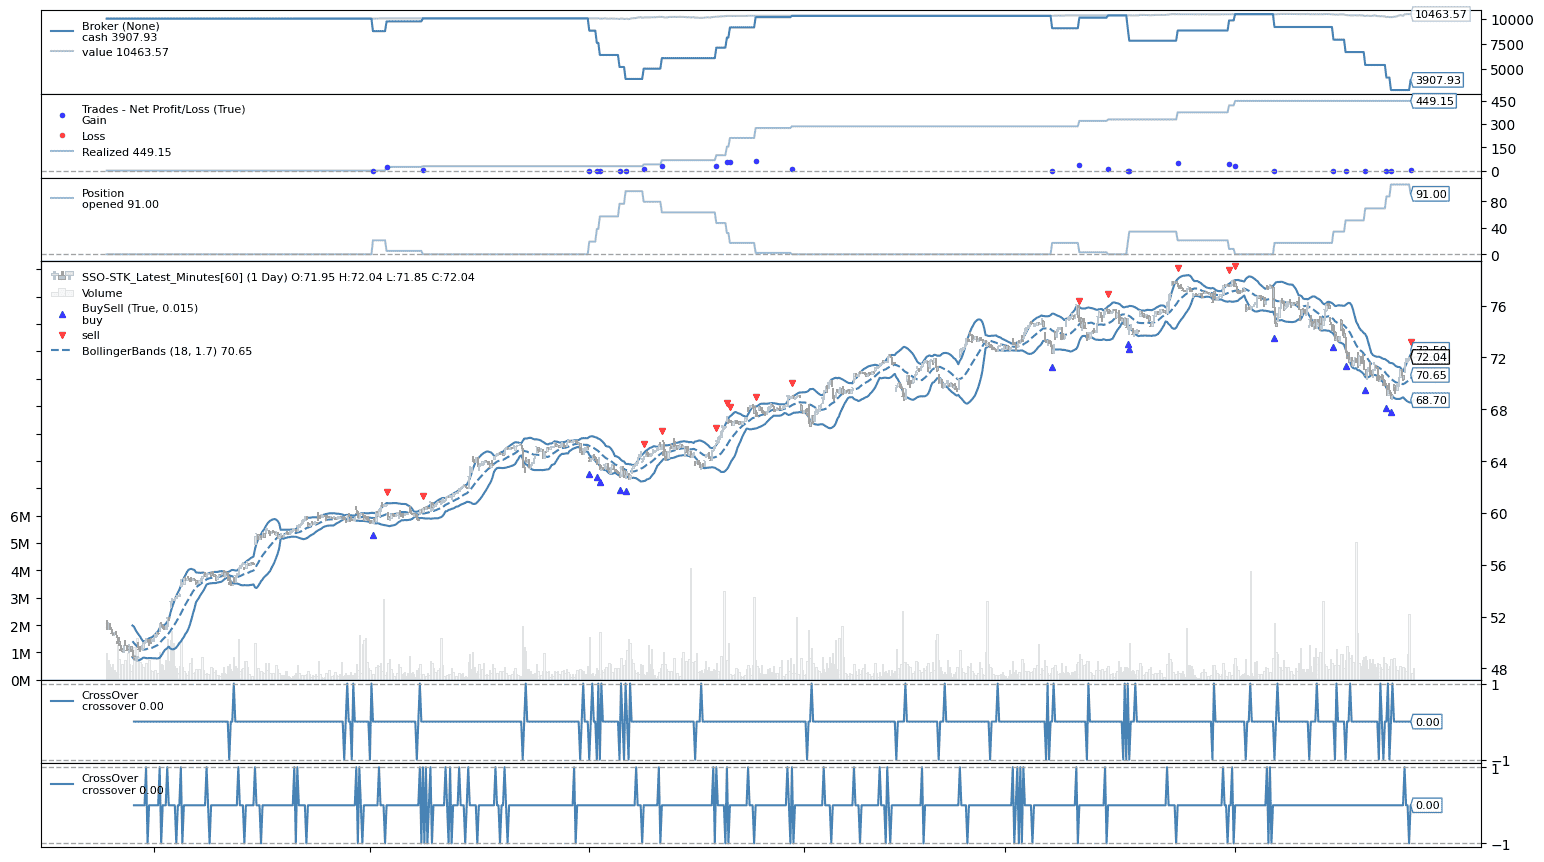 Broker (None)
cash 3907.93
value 10463.57
10463.57
10000
7500
5000
3907.93
Trades - Net Profit/Loss (True)
Gain
Loss
Realized 449.15
449.15
450
300
150
0
Position
opened 91.00
91.00
80
40
0
SSO-STK_Latest_Minutes[60] (1 Day) O:71.95 H:72.04 L:71.85 C:72.04
Volume
BuySell (True, 0.015)
buy
sell
BollingerBands (18, 1.7) 70.65
76
72
72.04
70.65
68.70
68
64
60
56
52
48
6M
5M
4M
3M
2M
1M
0M
CrossOver
crossover 0.00
1
0.00
−1
CrossOver
crossover 0.00
1
0.00
−1